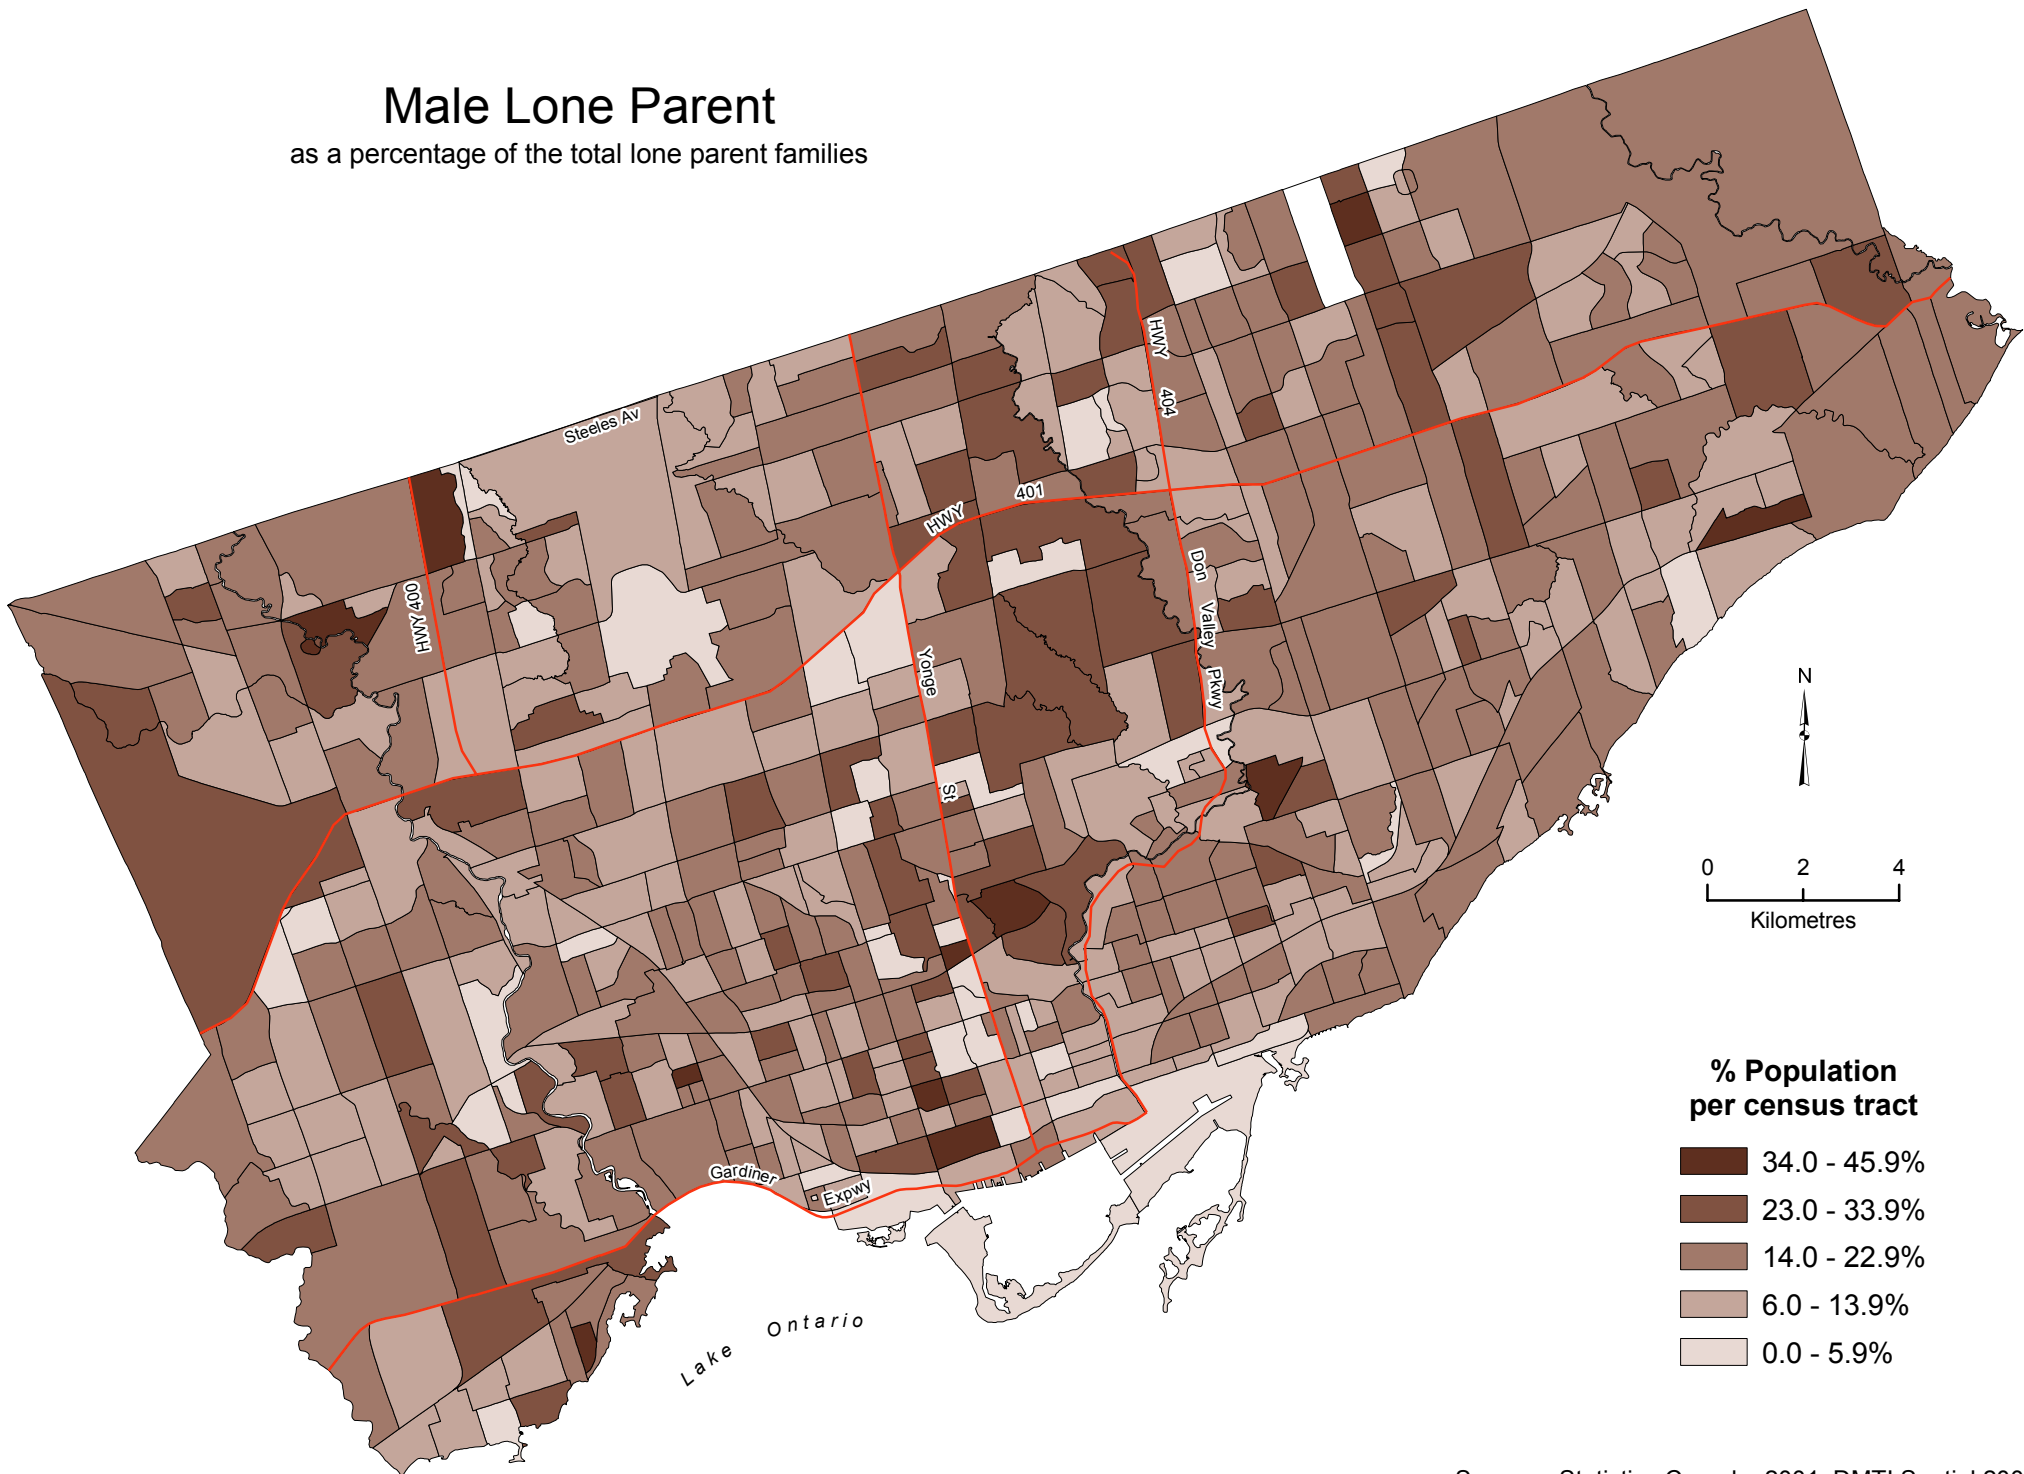 Male Lone Parent
as a percentage of the total lone parent families
Steeles Av
HWY 400
HWY 401
HWY 404
Don Valley Pkwy
Yonge St
Gardiner Expwy
Lake Ontario
N
0 2 4
Kilometres
% Population
per census tract
34.0 - 45.9%
23.0 - 33.9%
14.0 - 22.9%
6.0 - 13.9%
0.0 - 5.9%